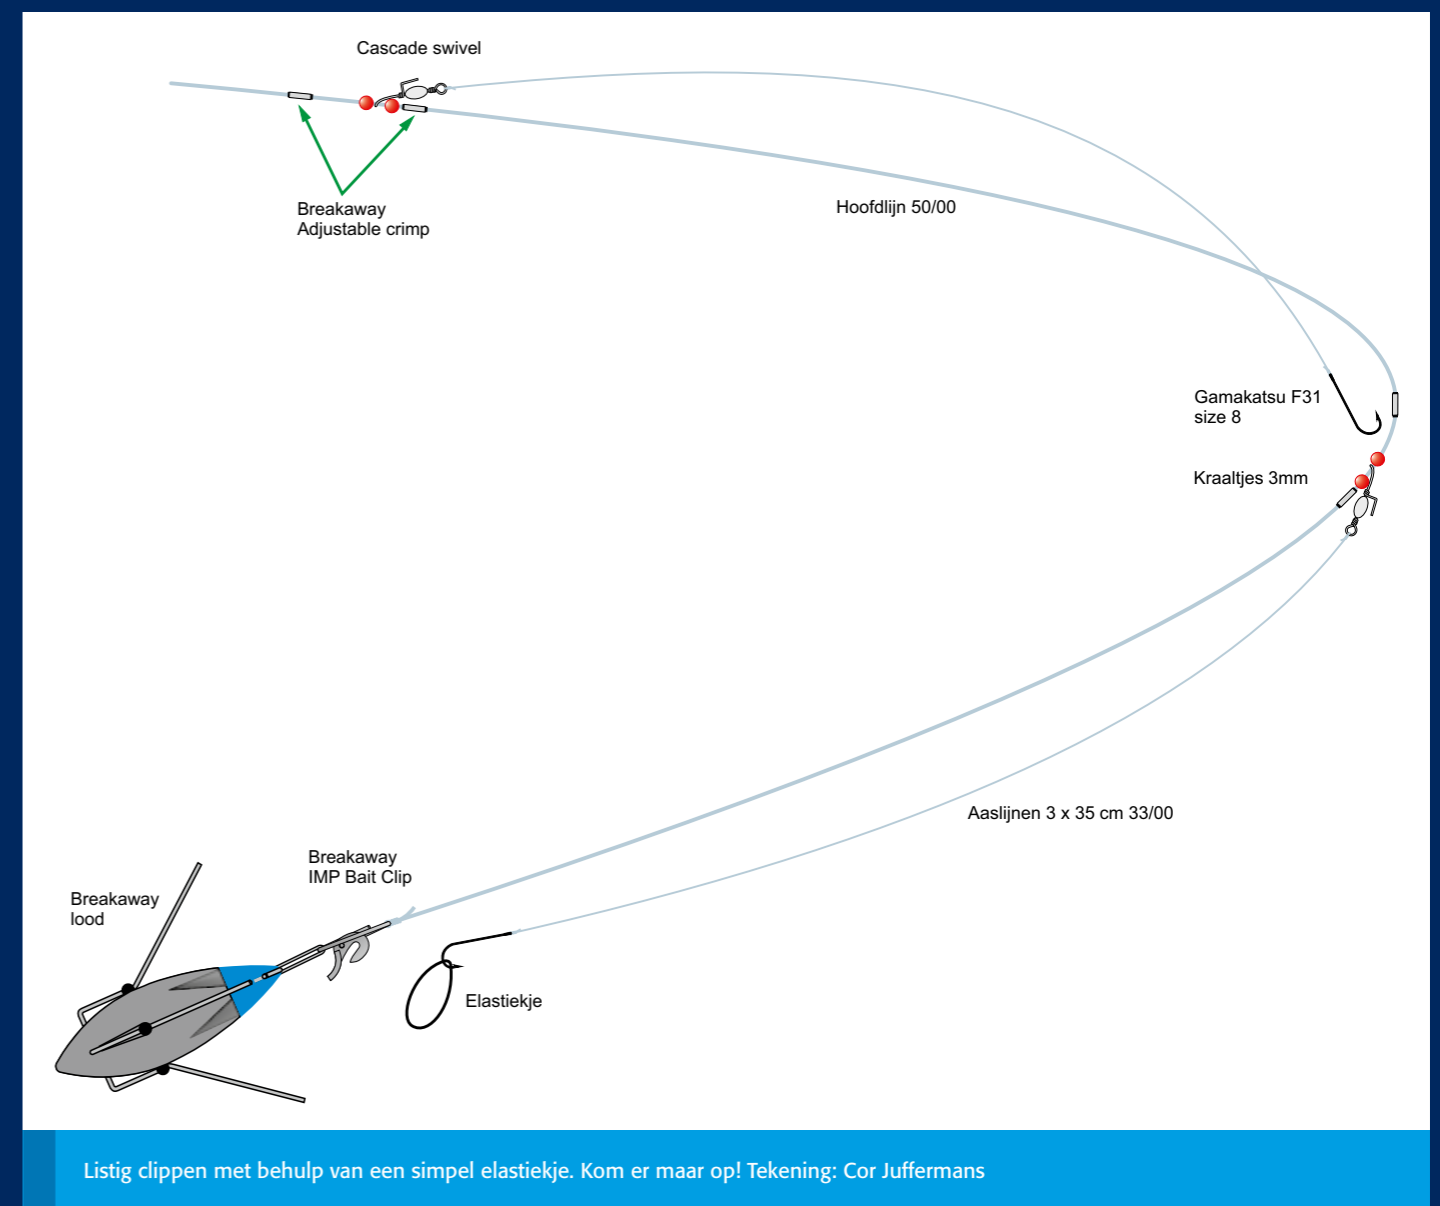 Cascade swivel
Breakaway
Adjustable crimp
Hoofdlijn 50/00
Gamakatsu F31
size 8
Kraaltjes 3mm
Aaslijnen 3 x 35 cm 33/00
Breakaway
IMP Bait Clip
Breakaway
lood
Elastiekje
Listig clippen met behulp van een simpel elastiekje. Kom er maar op! Tekening: Cor Juffermans